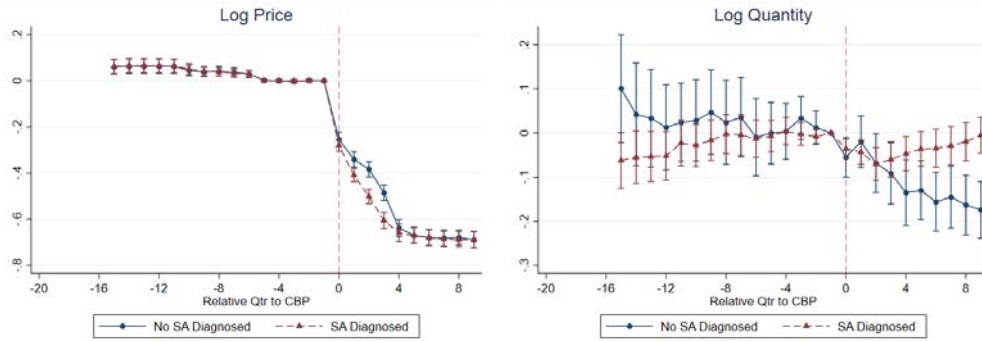 Log Price
.2
0
-.2
-.4
-.6
-.8
-20 -16 -12 -8 -4 0 4 8
Relative Qtr to CBP
No SA Diagnosed SA Diagnosed
Log Quantity
.2
.1
0
-.1
-.2
-.3
-20 -16 -12 -8 -4 0 4 8
Relative Qtr to CBP
No SA Diagnosed SA Diagnosed